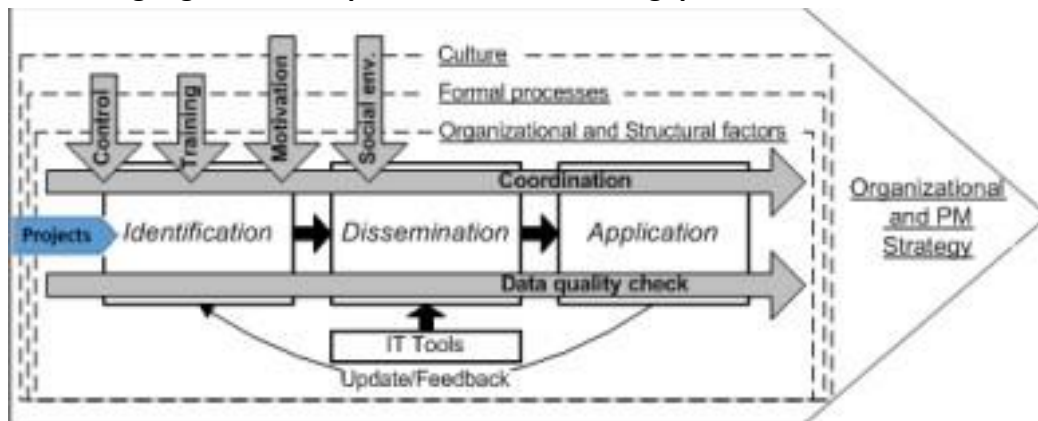 Culture
Formal processes
Organizational and Structural factors
Control
Training
Motivation
Social env.
Coordination
Projects
Identification
Dissemination
Application
Organizational
and PM
Strategy
Data quality check
IT Tools
Update/Feedback